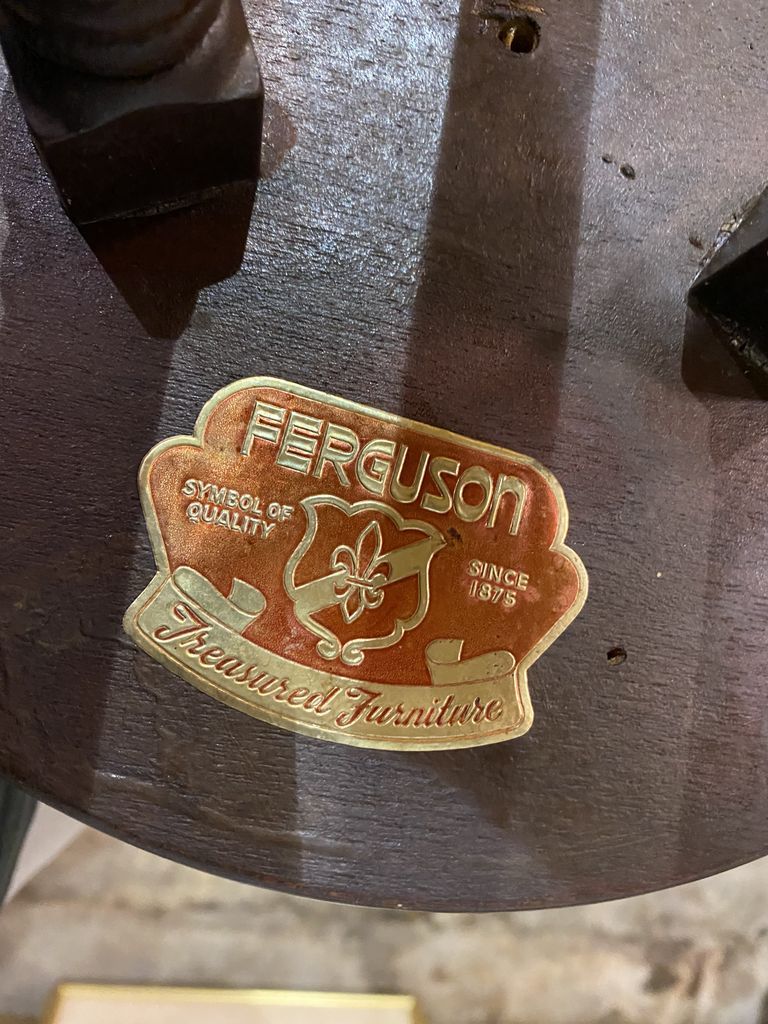 FERGUSON
SYMBOL OF
QUALITY
SINCE
1875
Treasured Furniture